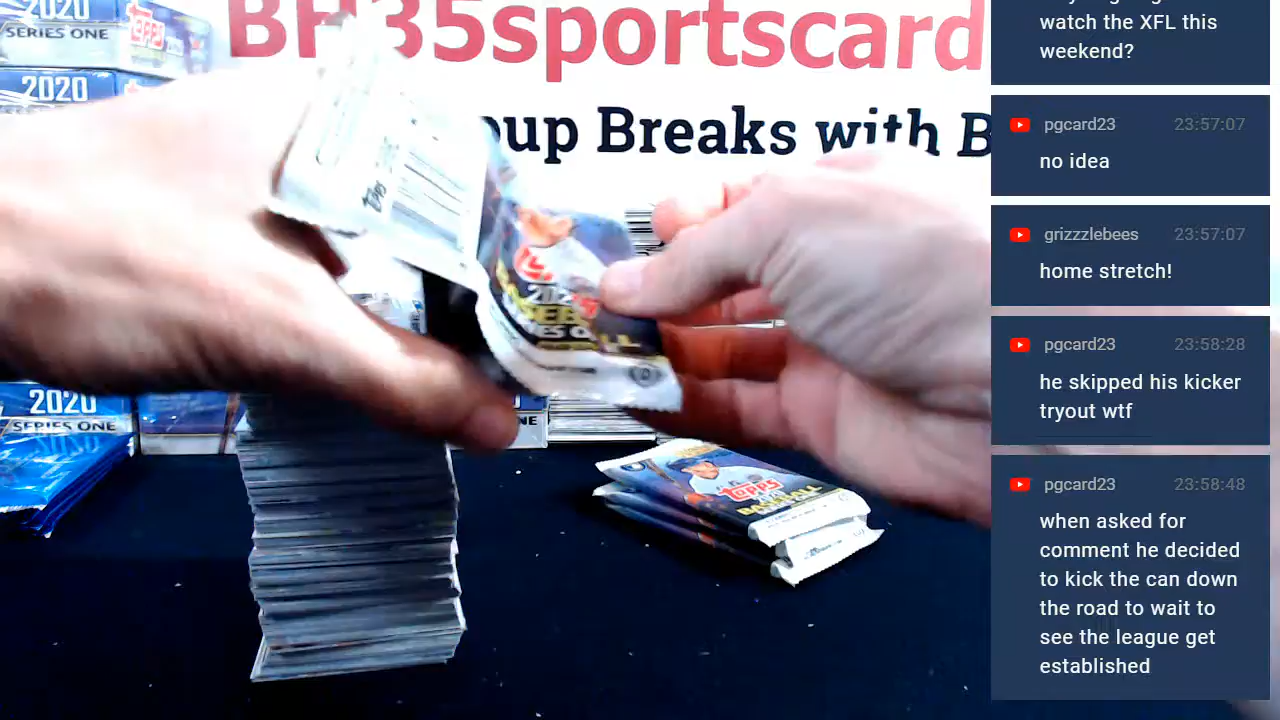 BH35sportscard
oup Breaks with B
2020
SERIES ONE
TOPPS
2020
2020
SERIES ONE
NE
Topps
TOPPS
BASEBALL
watch the XFL this
weekend?
pgcard23 23:57:07
no idea
grizzzlebees 23:57:07
home stretch!
pgcard23 23:58:28
he skipped his kicker
tryout wtf
pgcard23 23:58:48
when asked for
comment he decided
to kick the can down
the road to wait to
see the league get
established